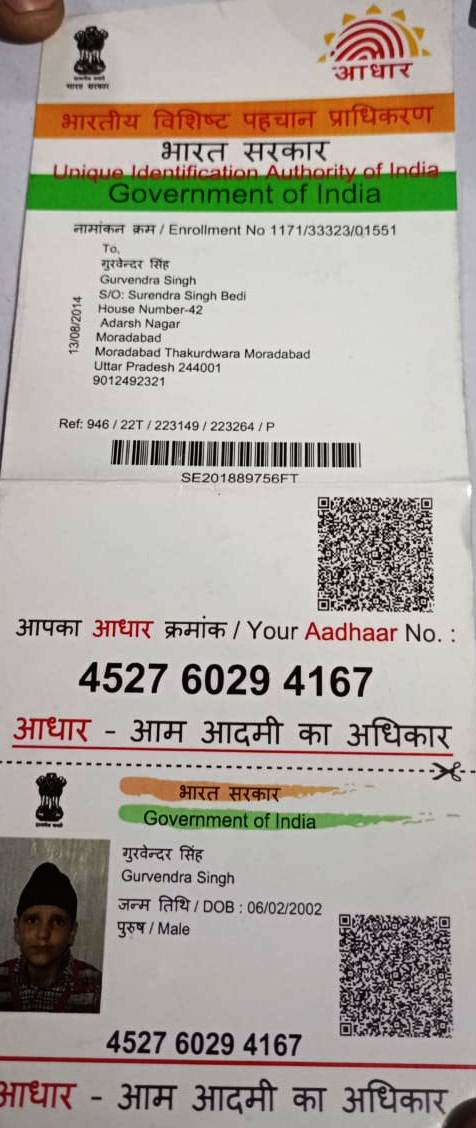 भारत सरकार
आधार
भारतीय विशिष्ट पहचान प्राधिकरण
भारत सरकार
Unique Identification Authority of India
Government of India
नामांकन क्रम / Enrollment No 1171/33323/01551
To,
गुरवेन्दर सिंह
Gurvendra Singh
S/O: Surendra Singh Bedi
House Number-42
Adarsh Nagar
Moradabad
Moradabad Thakurdwara Moradabad
Uttar Pradesh 244001
9012492321
13/08/2014
Ref: 946 / 22T / 223149 / 223264 / P
SE201889756FT
आपका आधार क्रमांक / Your Aadhaar No. :
4527 6029 4167
आधार - आम आदमी का अधिकार
भारत सरकार
Government of India
गुरवेन्दर सिंह
Gurvendra Singh
जन्म तिथि / DOB : 06/02/2002
पुरुष / Male
4527 6029 4167
आधार - आम आदमी का अधिकार